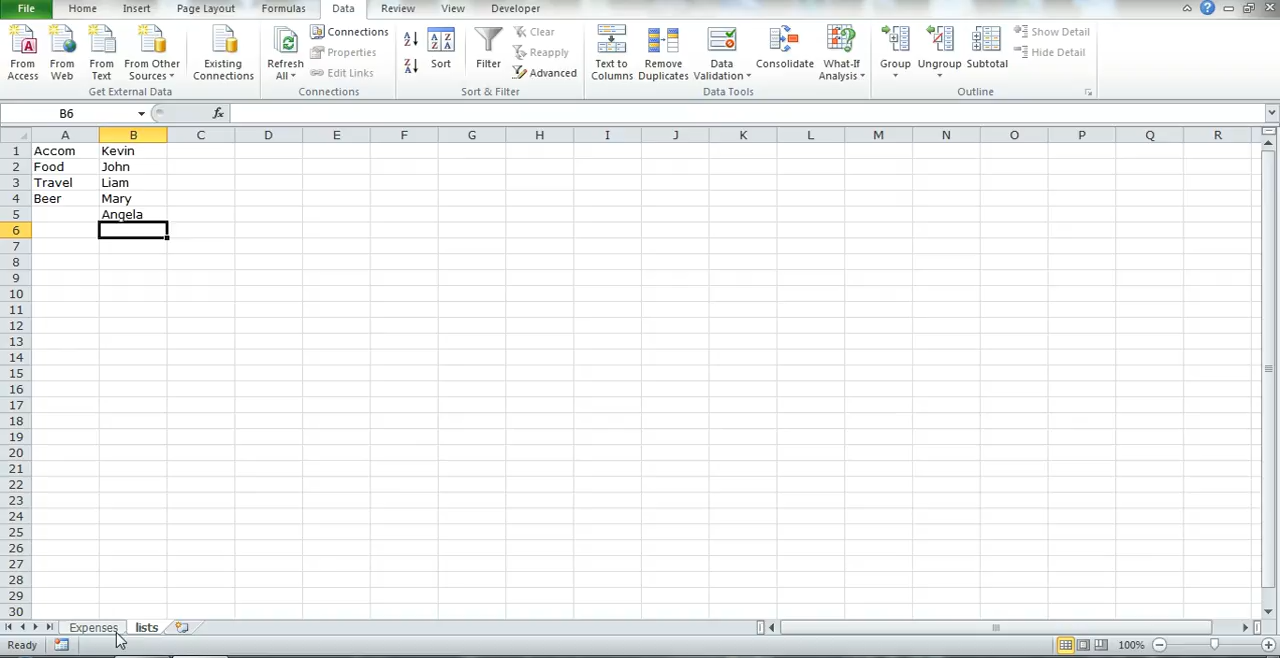 File Home Insert Page Layout Formulas Data Review View Developer
From Access From Web From Text From Other Sources Existing Connections Refresh All Connections Properties Edit Links Sort Filter Clear Reapply Advanced Text to Columns Remove Duplicates Data Validation Consolidate What-If Analysis Group Ungroup Subtotal Show Detail Hide Detail
Get External Data Connections Sort & Filter Data Tools Outline
B6 fx
A B C D E F G H I J K L M N O P Q R
1 Accom Kevin
2 Food John
3 Travel Liam
4 Beer Mary
5 Angela
6
7
8
9
10
11
12
13
14
15
16
17
18
19
20
21
22
23
24
25
26
27
28
29
30
Expenses lists
Ready 100%